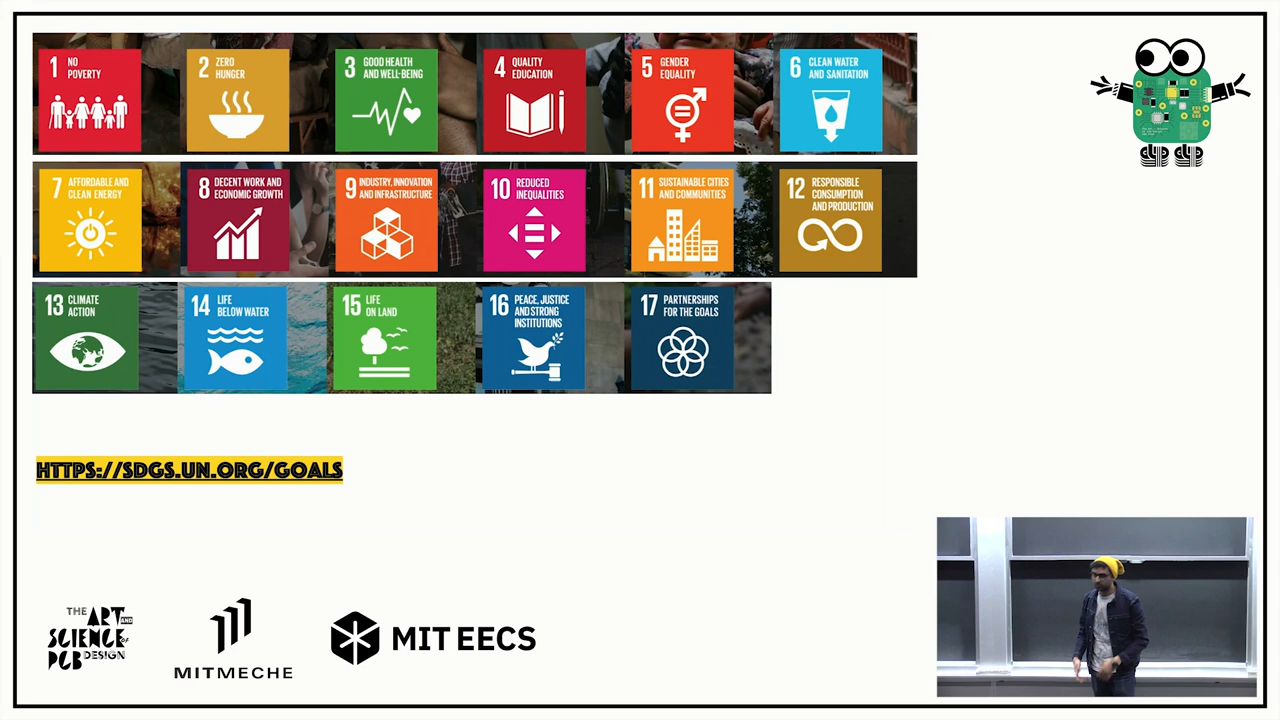 1 NO
POVERTY
2 ZERO
HUNGER
3 GOOD HEALTH
AND WELL-BEING
4 QUALITY
EDUCATION
5 GENDER
EQUALITY
6 CLEAN WATER
AND SANITATION
7 AFFORDABLE AND
CLEAN ENERGY
8 DECENT WORK AND
ECONOMIC GROWTH
9 INDUSTRY, INNOVATION
AND INFRASTRUCTURE
10 REDUCED
INEQUALITIES
11 SUSTAINABLE CITIES
AND COMMUNITIES
12 RESPONSIBLE
CONSUMPTION
AND PRODUCTION
13 CLIMATE
ACTION
14 LIFE
BELOW WATER
15 LIFE
ON LAND
16 PEACE, JUSTICE
AND STRONG
INSTITUTIONS
17 PARTNERSHIPS
FOR THE GOALS
HTTPS://SDGS.UN.ORG/GOALS
THE ART AND
SCIENCE of
PCB DESIGN
MITMECHE
MIT EECS